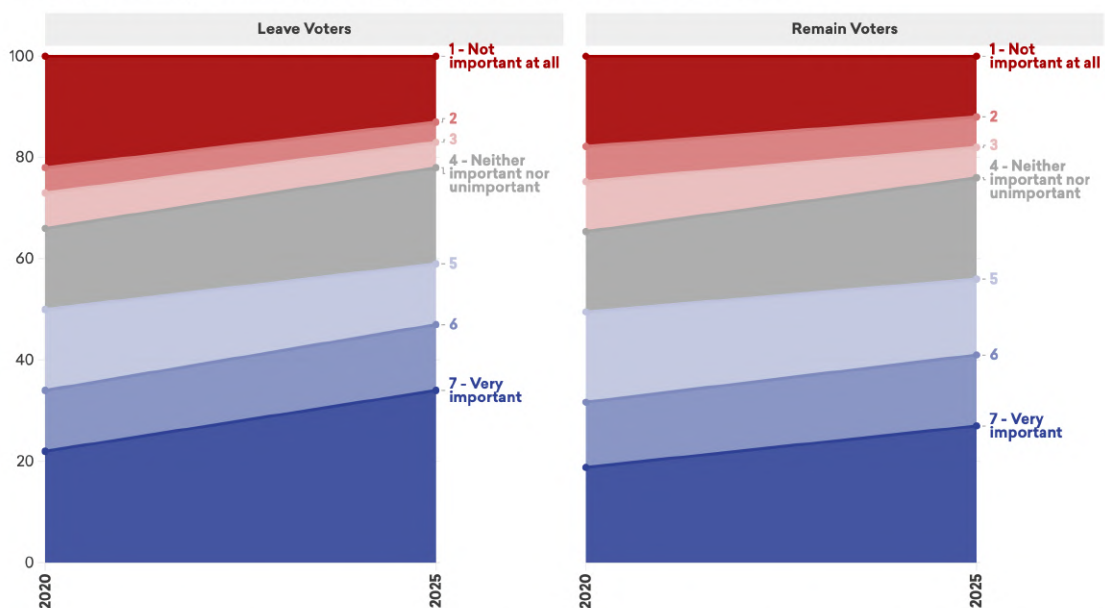 Leave Voters
Remain Voters
100
80
60
40
20
0
1 - Not
important at all
2
3
4 - Neither
important nor
unimportant
5
6
7 - Very
important
2020
2025
1 - Not
important at all
2
3
4 - Neither
important nor
unimportant
5
6
7 - Very
important
2020
2025